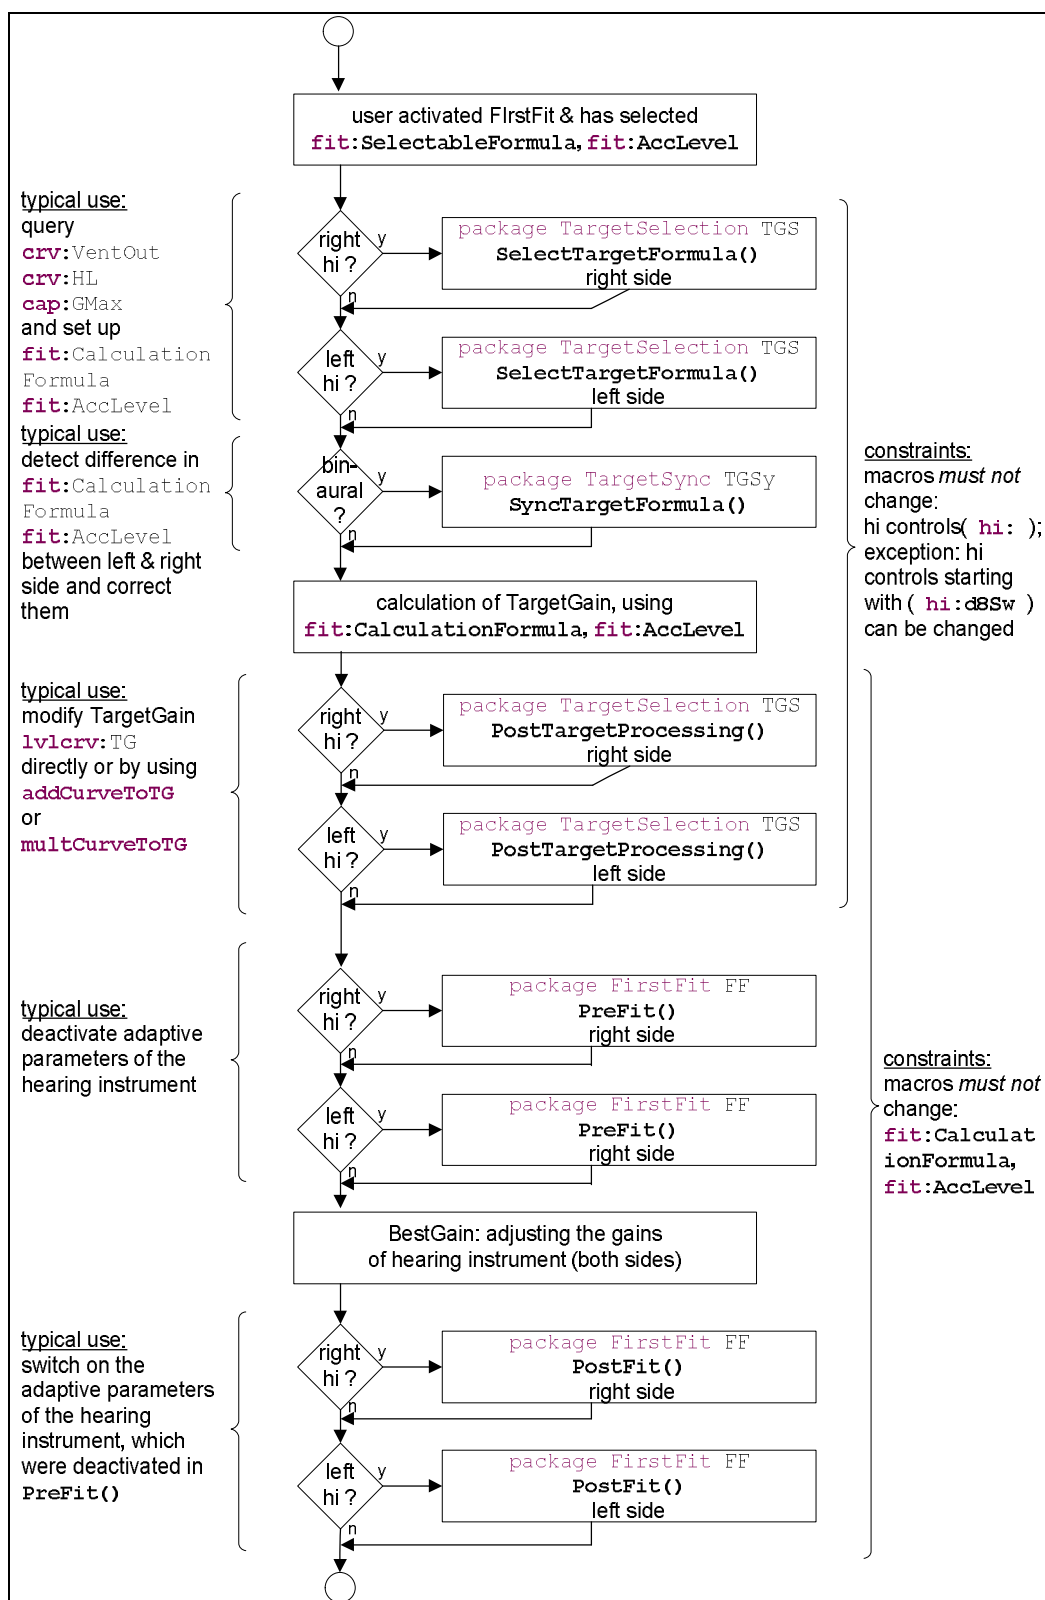 user activated FIrstFit & has selected
fit:SelectableFormula, fit:AccLevel
typical use:
query
crv:VentOut
crv:HL
cap:GMax
and set up
fit:Calculation
Formula
fit:AccLevel
right
hi ?
y
n
package TargetSelection TGS
SelectTargetFormula()
right side
left
hi ?
y
n
package TargetSelection TGS
SelectTargetFormula()
left side
typical use:
detect difference in
fit:Calculation
Formula
fit:AccLevel
between left & right
side and correct
them
bin-
aural
?
y
n
package TargetSync TGSy
SyncTargetFormula()
constraints:
macros must not
change:
hi controls( hi: );
exception: hi
controls starting
with ( hi:d8Sw )
can be changed
calculation of TargetGain, using
fit:CalculationFormula, fit:AccLevel
typical use:
modify TargetGain
lvlcrv:TG
directly or by using
addCurveToTG
or
multCurveToTG
right
hi ?
y
n
package TargetSelection TGS
PostTargetProcessing()
right side
left
hi ?
y
n
package TargetSelection TGS
PostTargetProcessing()
left side
typical use:
deactivate adaptive
parameters of the
hearing instrument
right
hi ?
y
n
package FirstFit FF
PreFit()
right side
left
hi ?
y
n
package FirstFit FF
PreFit()
right side
constraints:
macros must not
change:
fit:Calculat
ionFormula,
fit:AccLevel
BestGain: adjusting the gains
of hearing instrument (both sides)
typical use:
switch on the
adaptive parameters
of the hearing
instrument, which
were deactivated in
PreFit()
right
hi ?
y
n
package FirstFit FF
PostFit()
right side
left
hi ?
y
n
package FirstFit FF
PostFit()
left side